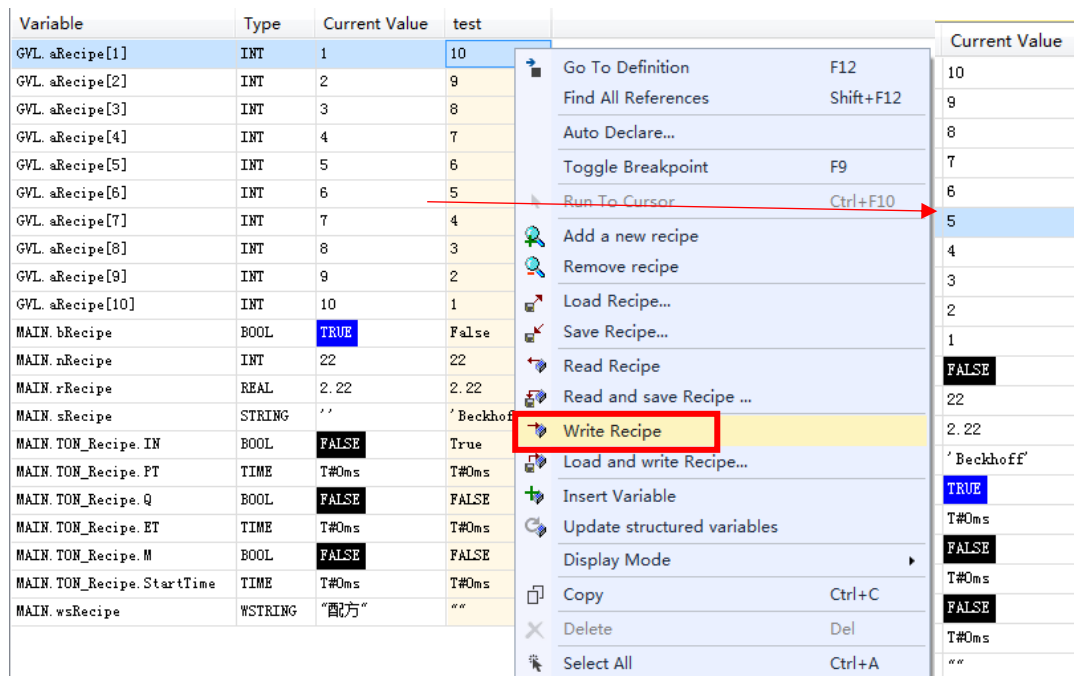 Variable Type Current Value test
GVL.aRecipe[1] INT 1 10
GVL.aRecipe[2] INT 2 9
GVL.aRecipe[3] INT 3 8
GVL.aRecipe[4] INT 4 7
GVL.aRecipe[5] INT 5 6
GVL.aRecipe[6] INT 6 5
GVL.aRecipe[7] INT 7 4
GVL.aRecipe[8] INT 8 3
GVL.aRecipe[9] INT 9 2
GVL.aRecipe[10] INT 10 1
MAIN.bRecipe BOOL TRUE False
MAIN.nRecipe INT 22 22
MAIN.rRecipe REAL 2.22 2.22
MAIN.sRecipe STRING '' 'Beckhof
MAIN.TON_Recipe.IN BOOL FALSE True
MAIN.TON_Recipe.PT TIME T#0ms T#0ms
MAIN.TON_Recipe.Q BOOL FALSE FALSE
MAIN.TON_Recipe.ET TIME T#0ms T#0ms
MAIN.TON_Recipe.M BOOL FALSE FALSE
MAIN.TON_Recipe.StartTime TIME T#0ms T#0ms
MAIN.wsRecipe WSTRING "配方" ""
Go To Definition F12
Find All References Shift+F12
Auto Declare...
Toggle Breakpoint F9
Run To Cursor Ctrl+F10
Add a new recipe
Remove recipe
Load Recipe...
Save Recipe...
Read Recipe
Read and save Recipe ...
Write Recipe
Load and write Recipe...
Insert Variable
Update structured variables
Display Mode
Copy Ctrl+C
Delete Del
Select All Ctrl+A
Current Value
10
9
8
7
6
5
4
3
2
1
FALSE
22
2.22
'Beckhoff'
TRUE
T#0ms
FALSE
T#0ms
FALSE
T#0ms
""